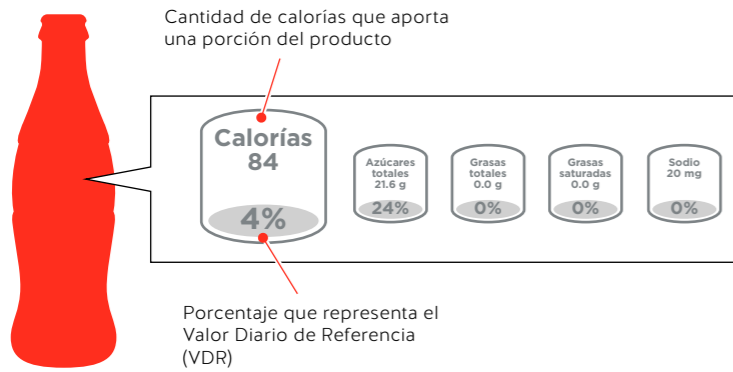 Cantidad de calorías que aporta
una porción del producto
Calorías
84
4%
Azúcares
totales
21.6 g
24%
Grasas
totales
0.0 g
0%
Grasas
saturadas
0.0 g
0%
Sodio
20 mg
0%
Porcentaje que representa el
Valor Diario de Referencia
(VDR)